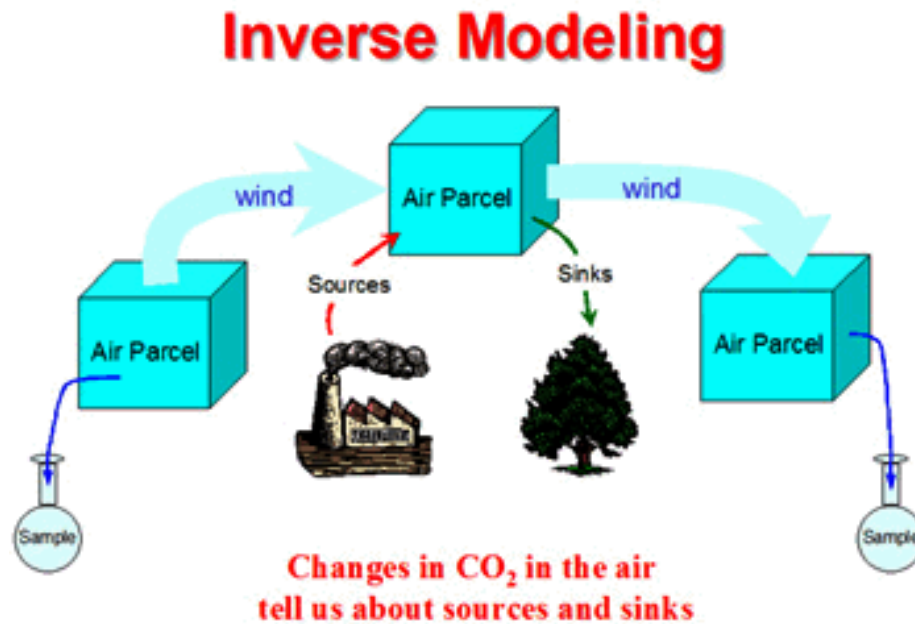 Inverse Modeling
wind
Air Parcel
wind
Sources
Sinks
Air Parcel
Air Parcel
Sample
Sample
Changes in CO₂ in the air
tell us about sources and sinks